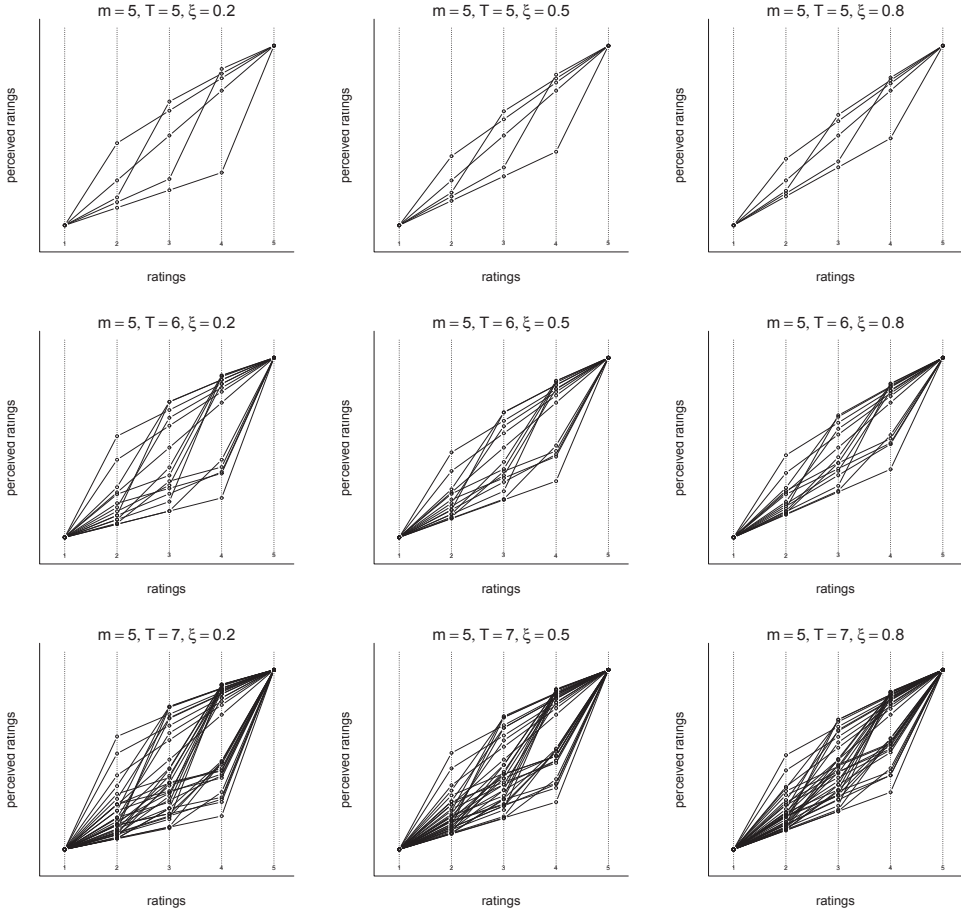 m = 5, T = 5, ξ = 0.2
perceived ratings
1 2 3 4 5
ratings
m = 5, T = 5, ξ = 0.5
perceived ratings
1 2 3 4 5
ratings
m = 5, T = 5, ξ = 0.8
perceived ratings
1 2 3 4 5
ratings
m = 5, T = 6, ξ = 0.2
perceived ratings
1 2 3 4 5
ratings
m = 5, T = 6, ξ = 0.5
perceived ratings
1 2 3 4 5
ratings
m = 5, T = 6, ξ = 0.8
perceived ratings
1 2 3 4 5
ratings
m = 5, T = 7, ξ = 0.2
perceived ratings
1 2 3 4 5
ratings
m = 5, T = 7, ξ = 0.5
perceived ratings
1 2 3 4 5
ratings
m = 5, T = 7, ξ = 0.8
perceived ratings
1 2 3 4 5
ratings